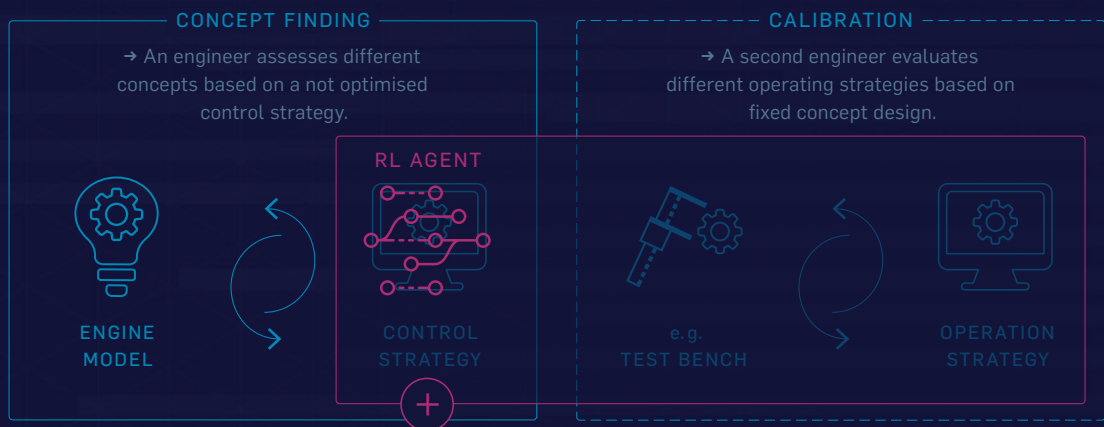 CONCEPT FINDING
→ An engineer assesses different
concepts based on a not optimised
control strategy.
CALIBRATION
→ A second engineer evaluates
different operating strategies based on
fixed concept design.
RL AGENT
ENGINE
MODEL
CONTROL
STRATEGY
e.g.
TEST BENCH
OPERATION
STRATEGY